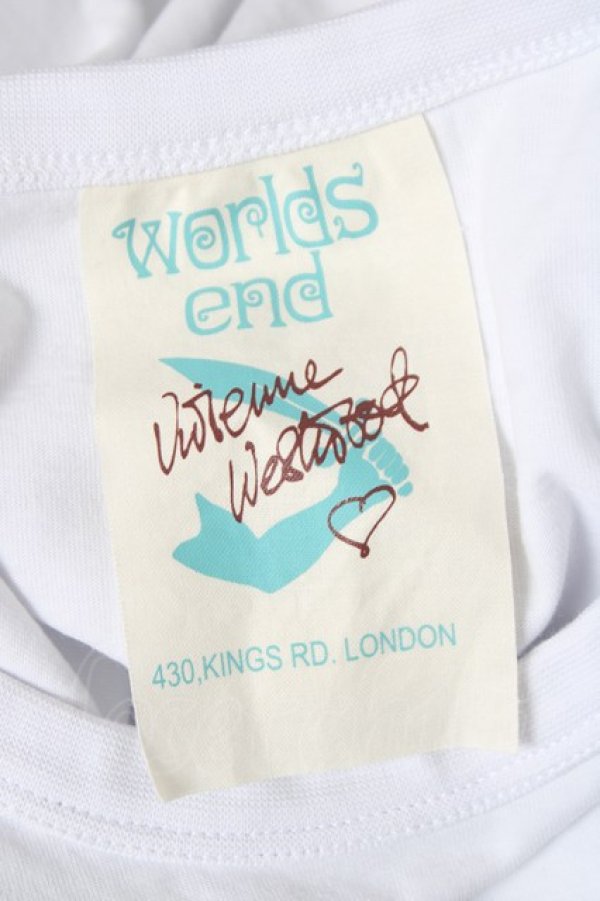 worlds
end
Vivienne
Westwood
430,KINGS RD. LONDON